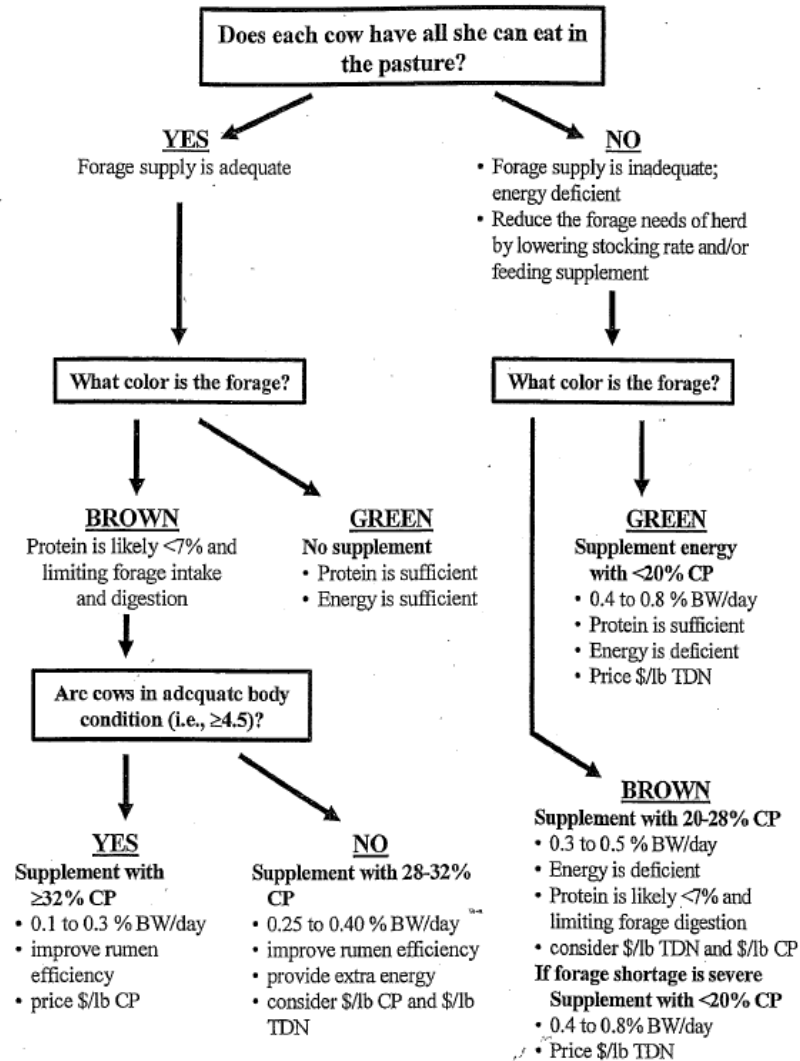 Does each cow have all she can eat in
the pasture?
YES
Forage supply is adequate
NO
• Forage supply is inadequate;
energy deficient
• Reduce the forage needs of herd
by lowering stocking rate and/or
feeding supplement
What color is the forage?
What color is the forage?
BROWN
Protein is likely <7% and
limiting forage intake
and digestion
GREEN
No supplement
• Protein is sufficient
• Energy is sufficient
GREEN
Supplement energy
with <20% CP
• 0.4 to 0.8 % BW/day
• Protein is sufficient
• Energy is deficient
• Price $/lb TDN
Are cows in adequate body
condition (i.e., ≥4.5)?
YES
Supplement with
≥32% CP
• 0.1 to 0.3 % BW/day
• improve rumen
efficiency
• price $/lb CP
NO
Supplement with 28-32%
CP
• 0.25 to 0.40 % BW/day
• improve rumen efficiency
• provide extra energy
• consider $/lb CP and $/lb
TDN
BROWN
Supplement with 20-28% CP
• 0.3 to 0.5 % BW/day
• Energy is deficient
• Protein is likely <7% and
limiting forage digestion
• consider $/lb TDN and $/lb CP
If forage shortage is severe
Supplement with <20% CP
• 0.4 to 0.8% BW/day
• Price $/lb TDN